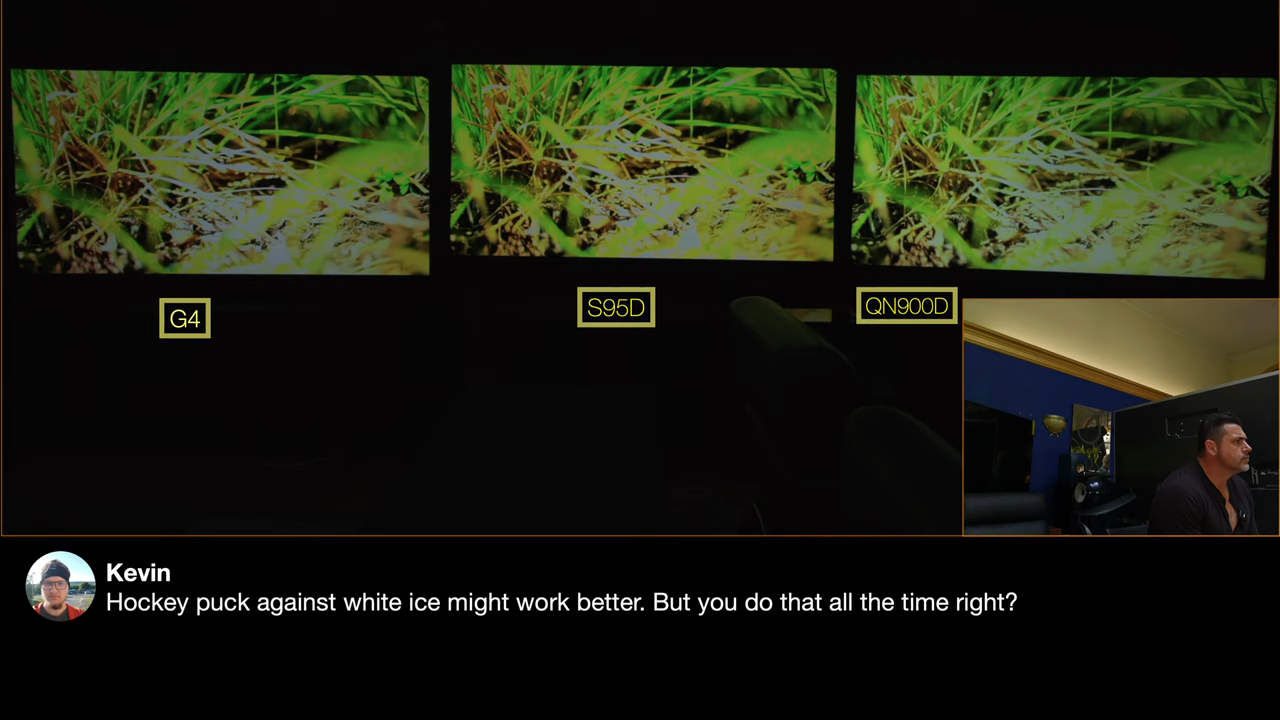 G4
S95D
QN900D
Kevin
Hockey puck against white ice might work better. But you do that all the time right?